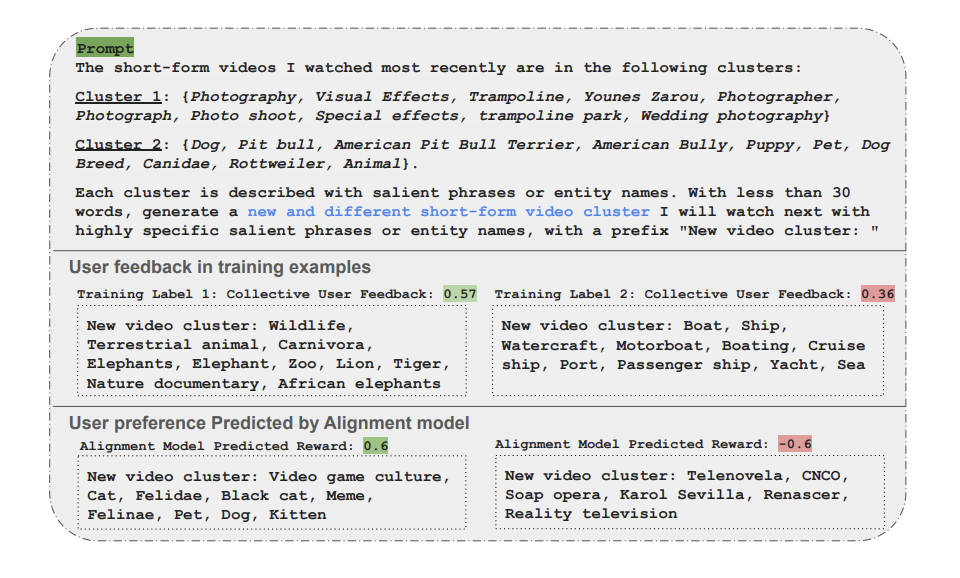 Prompt
The short-form videos I watched most recently are in the following clusters:
Cluster 1: {Photography, Visual Effects, Trampoline, Younes Zarou, Photographer,
Photograph, Photo shoot, Special effects, trampoline park, Wedding photography}
Cluster 2: {Dog, Pit bull, American Pit Bull Terrier, American Bully, Puppy, Pet, Dog
Breed, Canidae, Rottweiler, Animal}.
Each cluster is described with salient phrases or entity names. With less than 30
words, generate a new and different short-form video cluster I will watch next with
highly specific salient phrases or entity names, with a prefix "New video cluster: "
User feedback in training examples
Training Label 1: Collective User Feedback: 0.57
New video cluster: Wildlife,
Terrestrial animal, Carnivora,
Elephants, Elephant, Zoo, Lion, Tiger,
Nature documentary, African elephants
Training Label 2: Collective User Feedback: 0.36
New video cluster: Boat, Ship,
Watercraft, Motorboat, Boating, Cruise
ship, Port, Passenger ship, Yacht, Sea
User preference Predicted by Alignment model
Alignment Model Predicted Reward: 0.6
New video cluster: Video game culture,
Cat, Felidae, Black cat, Meme,
Felinae, Pet, Dog, Kitten
Alignment Model Predicted Reward: -0.6
New video cluster: Telenovela, CNCO,
Soap opera, Karol Sevilla, Renascer,
Reality television